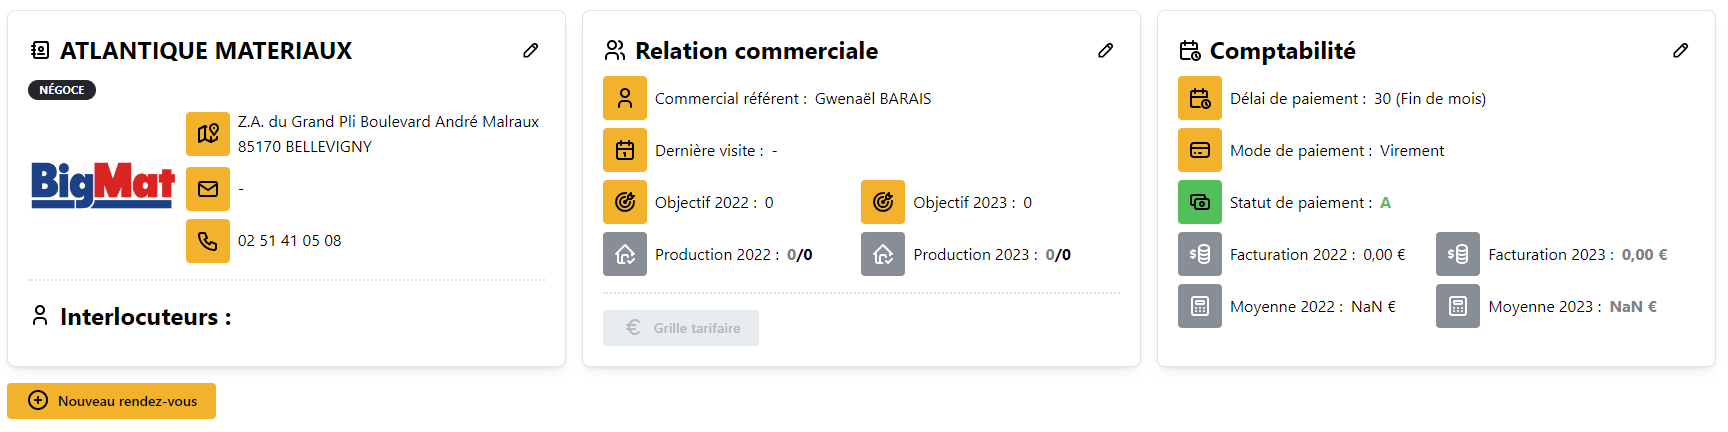 ATLANTIQUE MATERIAUX
NÉGOCE
BigMat
Z.A. du Grand Pli Boulevard André Malraux
85170 BELLEVIGNY
-
02 51 41 05 08
Interlocuteurs :
Nouveau rendez-vous
Relation commerciale
Commercial référent : Gwenaël BARAIS
Dernière visite : -
Objectif 2022 : 0
Objectif 2023 : 0
Production 2022 : 0/0
Production 2023 : 0/0
€ Grille tarifaire
Comptabilité
Délai de paiement : 30 (Fin de mois)
Mode de paiement : Virement
Statut de paiement : A
Facturation 2022 : 0,00 €
Facturation 2023 : 0,00 €
Moyenne 2022 : NaN €
Moyenne 2023 : NaN €